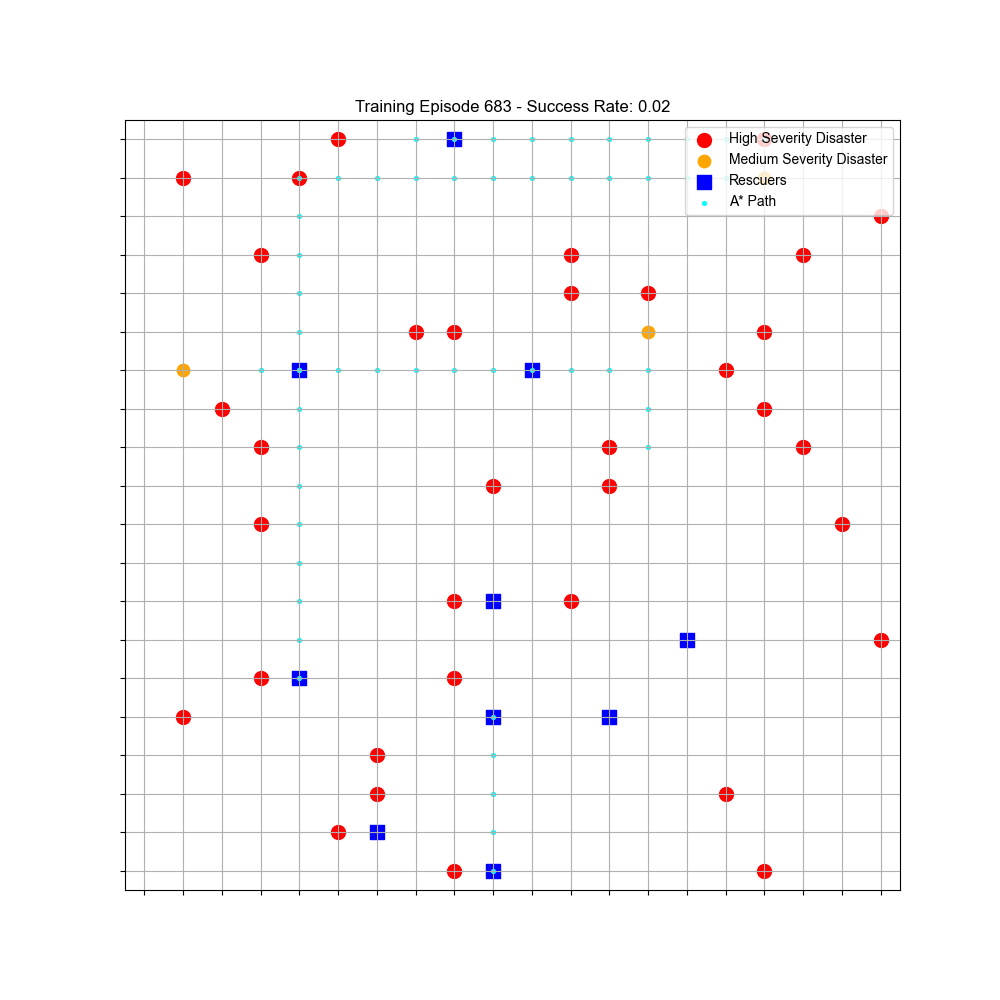 Training Episode 683 - Success Rate: 0.02
High Severity Disaster
Medium Severity Disaster
Rescuers
A* Path